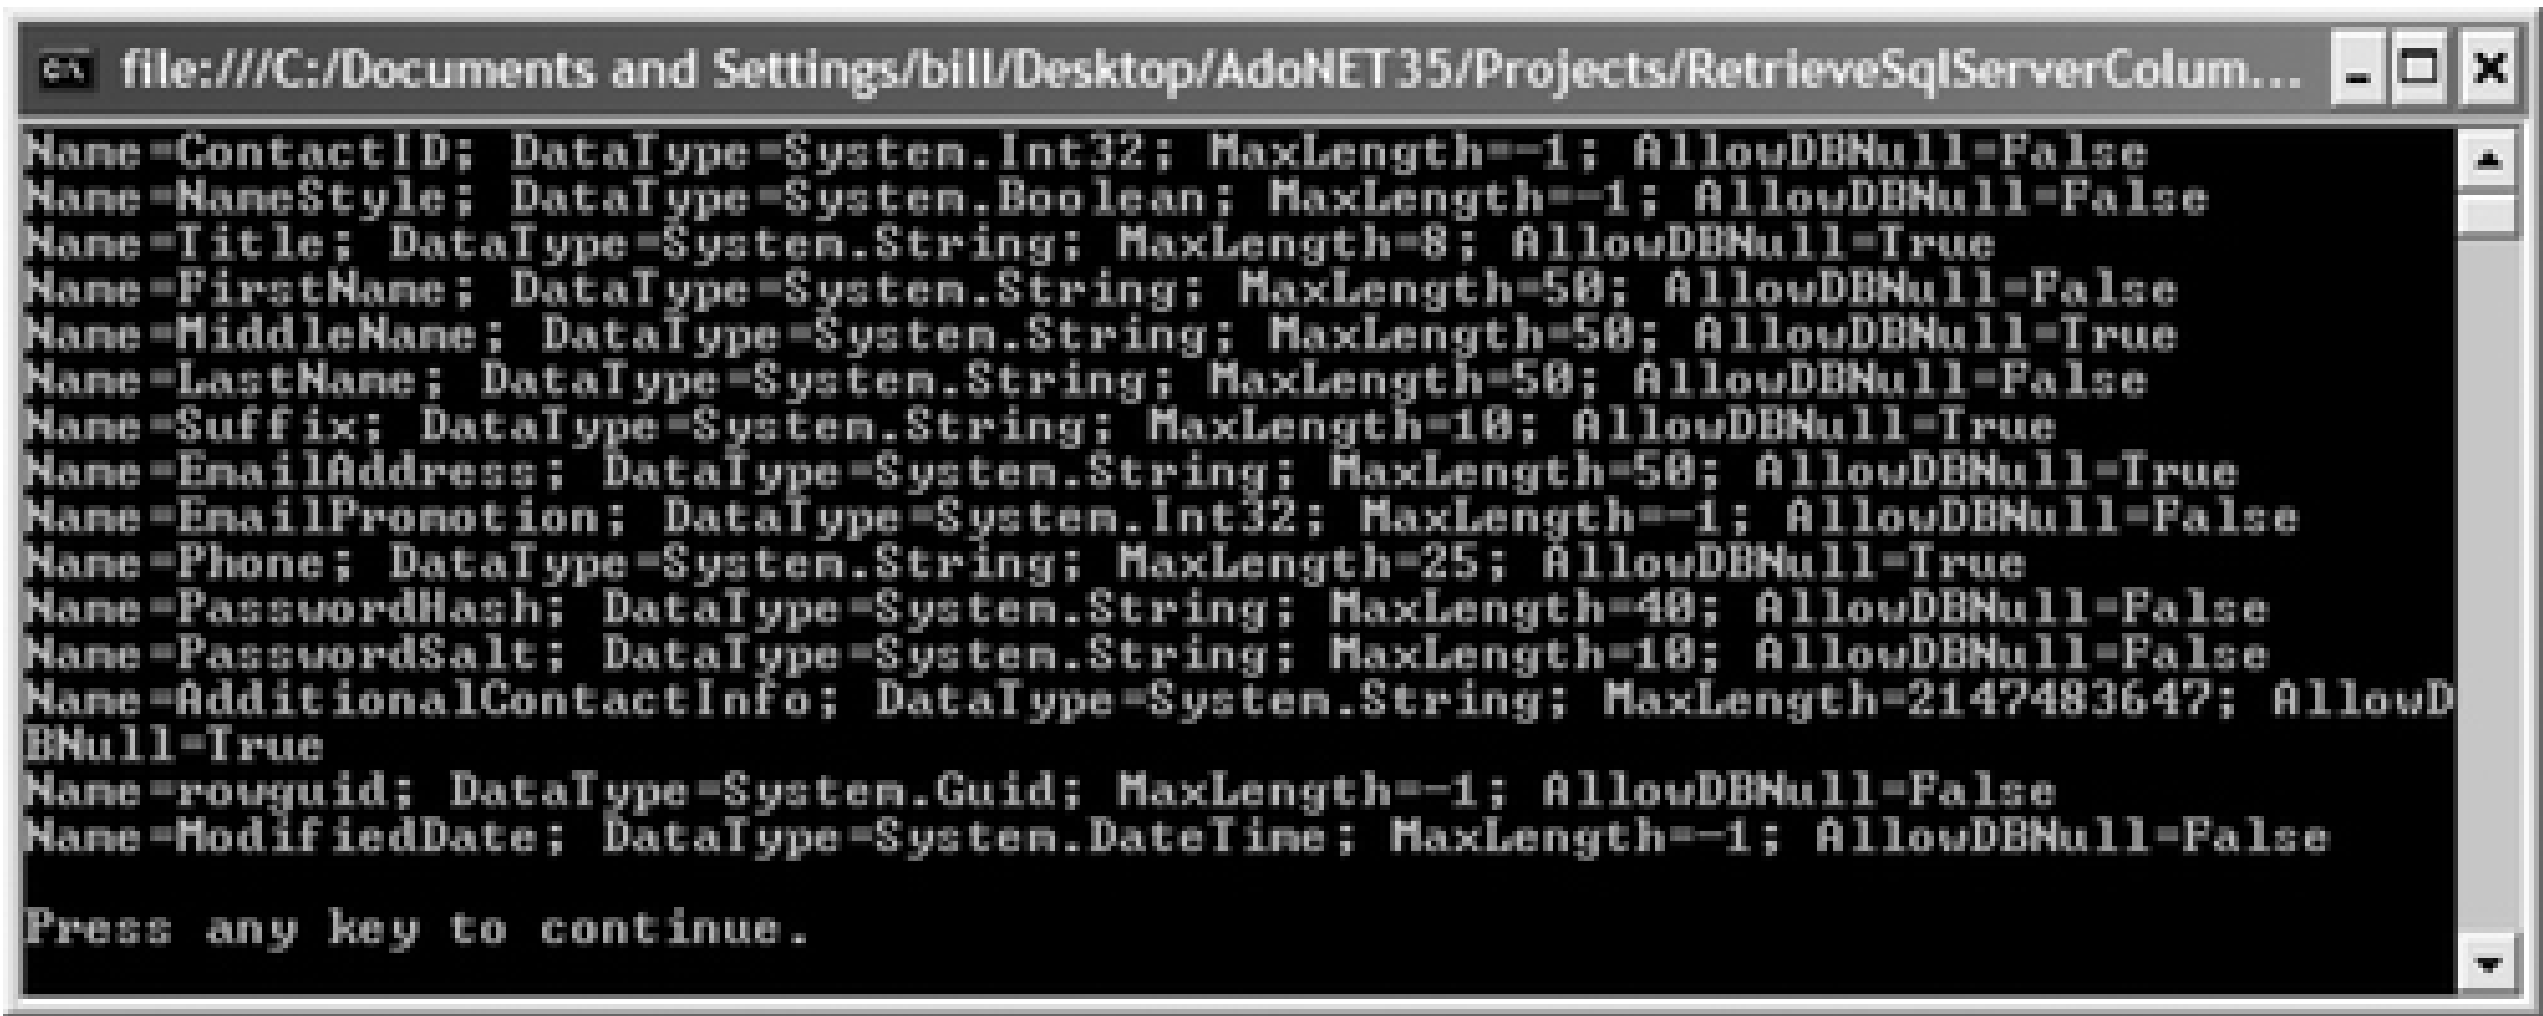 file:///C:/Documents and Settings/bill/Desktop/AdoNET35/Projects/RetrieveSqlServerColum...
Name=ContactID; DataType=System.Int32; MaxLength=-1; AllowDBNull=False
Name=NameStyle; DataType=System.Boolean; MaxLength=-1; AllowDBNull=False
Name=Title; DataType=System.String; MaxLength=8; AllowDBNull=True
Name=FirstName; DataType=System.String; MaxLength=50; AllowDBNull=False
Name=MiddleName; DataType=System.String; MaxLength=50; AllowDBNull=True
Name=LastName; DataType=System.String; MaxLength=50; AllowDBNull=False
Name=Suffix; DataType=System.String; MaxLength=10; AllowDBNull=True
Name=EmailAddress; DataType=System.String; MaxLength=50; AllowDBNull=True
Name=EmailPromotion; DataType=System.Int32; MaxLength=-1; AllowDBNull=False
Name=Phone; DataType=System.String; MaxLength=25; AllowDBNull=True
Name=PasswordHash; DataType=System.String; MaxLength=40; AllowDBNull=False
Name=PasswordSalt; DataType=System.String; MaxLength=10; AllowDBNull=False
Name=AdditionalContactInfo; DataType=System.String; MaxLength=2147483647; AllowD
BNull=True
Name=rowguid; DataType=System.Guid; MaxLength=-1; AllowDBNull=False
Name=ModifiedDate; DataType=System.DateTime; MaxLength=-1; AllowDBNull=False
Press any key to continue.